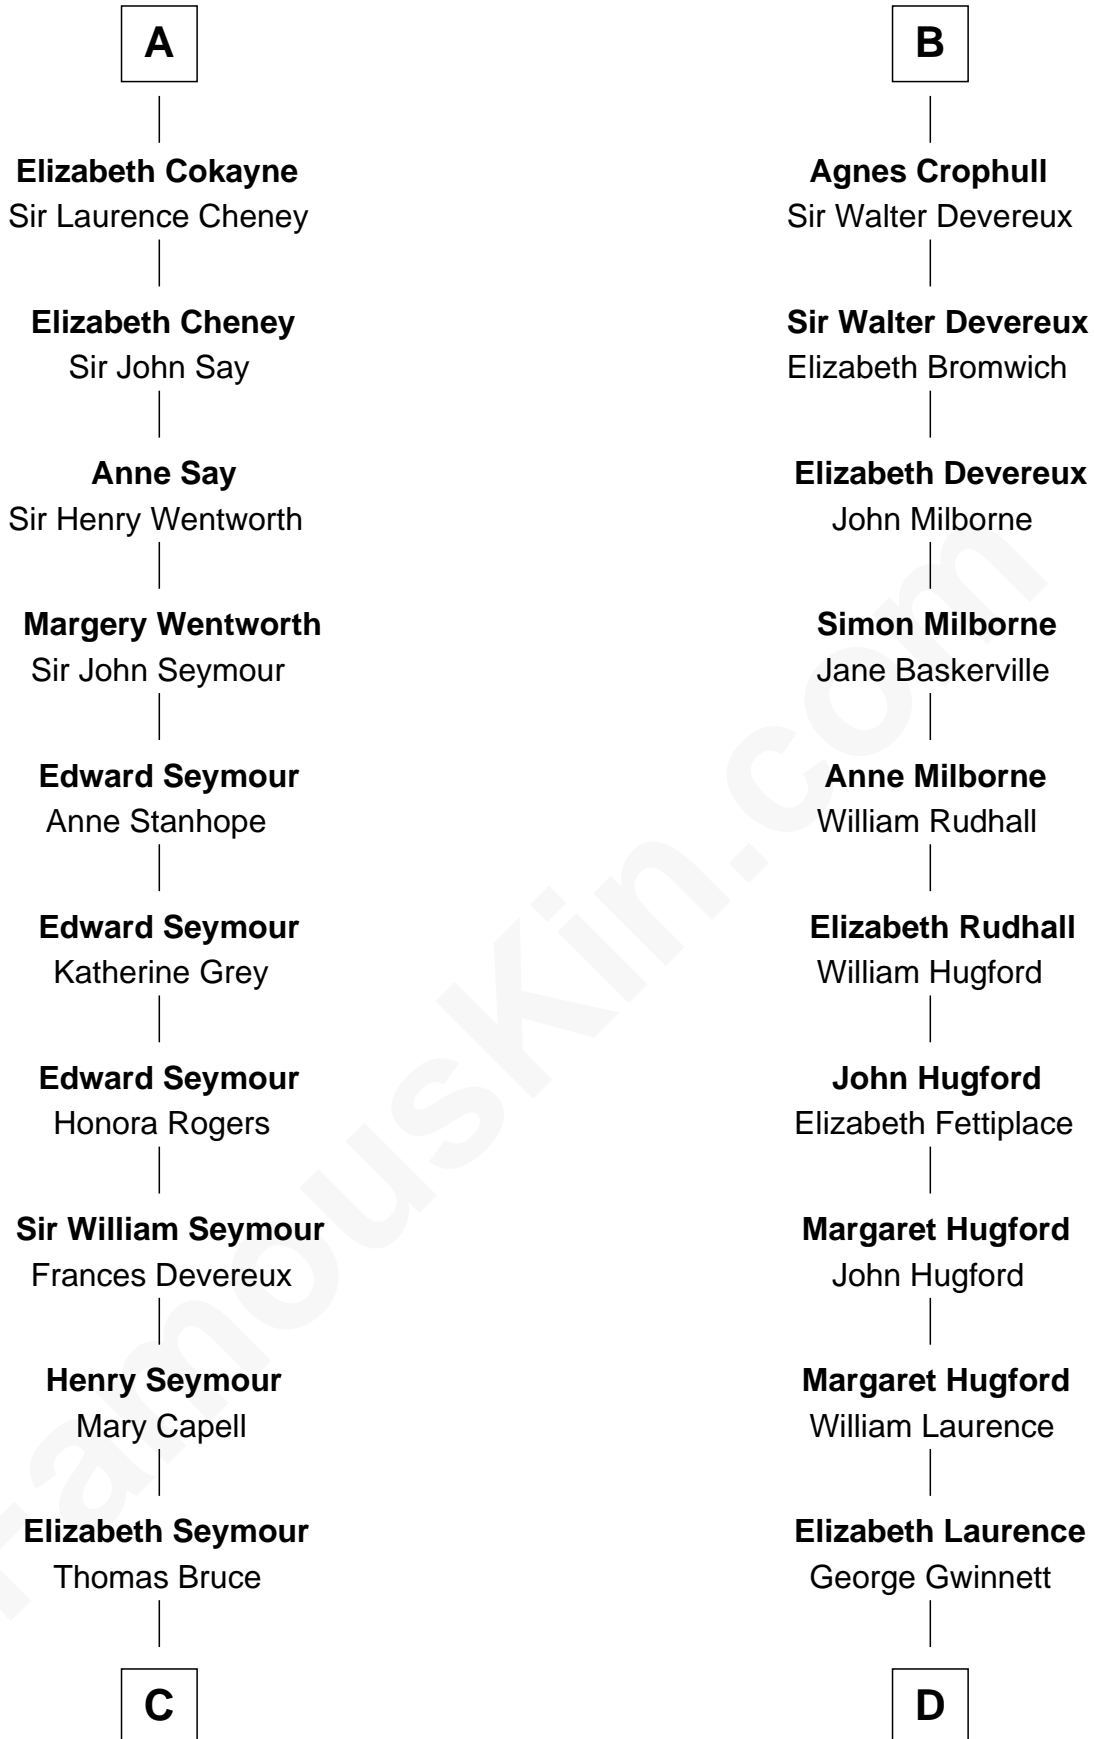 A
Elizabeth Cokayne
Sir Laurence Cheney
Elizabeth Cheney
Sir John Say
Anne Say
Sir Henry Wentworth
Margery Wentworth
Sir John Seymour
Edward Seymour
Anne Stanhope
Edward Seymour
Katherine Grey
Edward Seymour
Honora Rogers
Sir William Seymour
Frances Devereux
Henry Seymour
Mary Capell
Elizabeth Seymour
Thomas Bruce
C
B
Agnes Crophull
Sir Walter Devereux
Sir Walter Devereux
Elizabeth Bromwich
Elizabeth Devereux
John Milborne
Simon Milborne
Jane Baskerville
Anne Milborne
William Rudhall
Elizabeth Rudhall
William Hugford
John Hugford
Elizabeth Fettiplace
Margaret Hugford
John Hugford
Margaret Hugford
William Laurence
Elizabeth Laurence
George Gwinnett
D
FamousKin.com